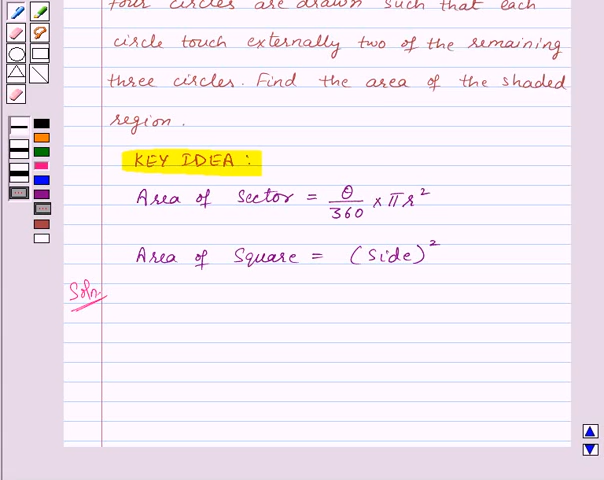 four circles are drawn such that each
circle touch externally two of the remaining
three circles. Find the area of the shaded
region.
KEY IDEA :
Area of Sector = θ/360 × πr²
Area of Square = (Side)²
Soln.